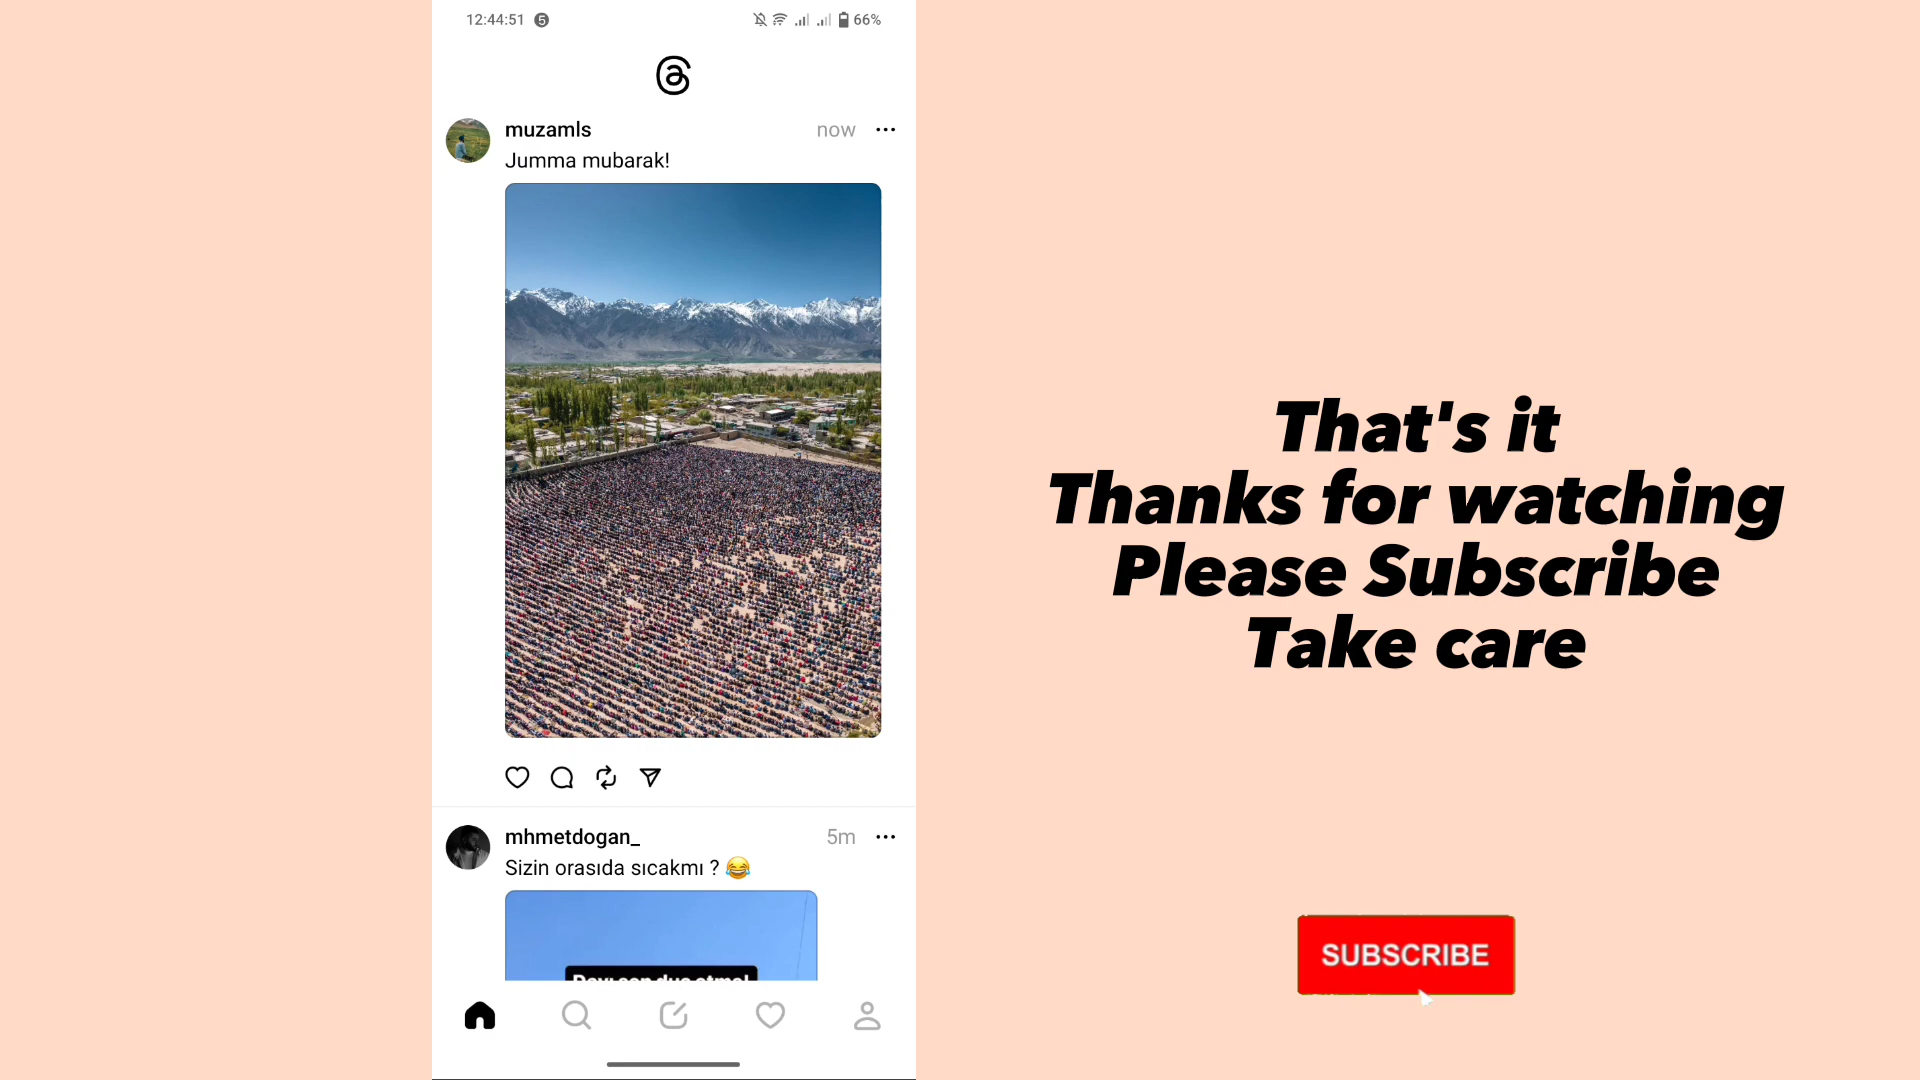 12:44:51 5 66%
muzamls now
Jumma mubarak!
mhmetdogan_ 5m
Sizin orasıda sıcakmı ? 😂
That's it
Thanks for watching
Please Subscribe
Take care
SUBSCRIBE